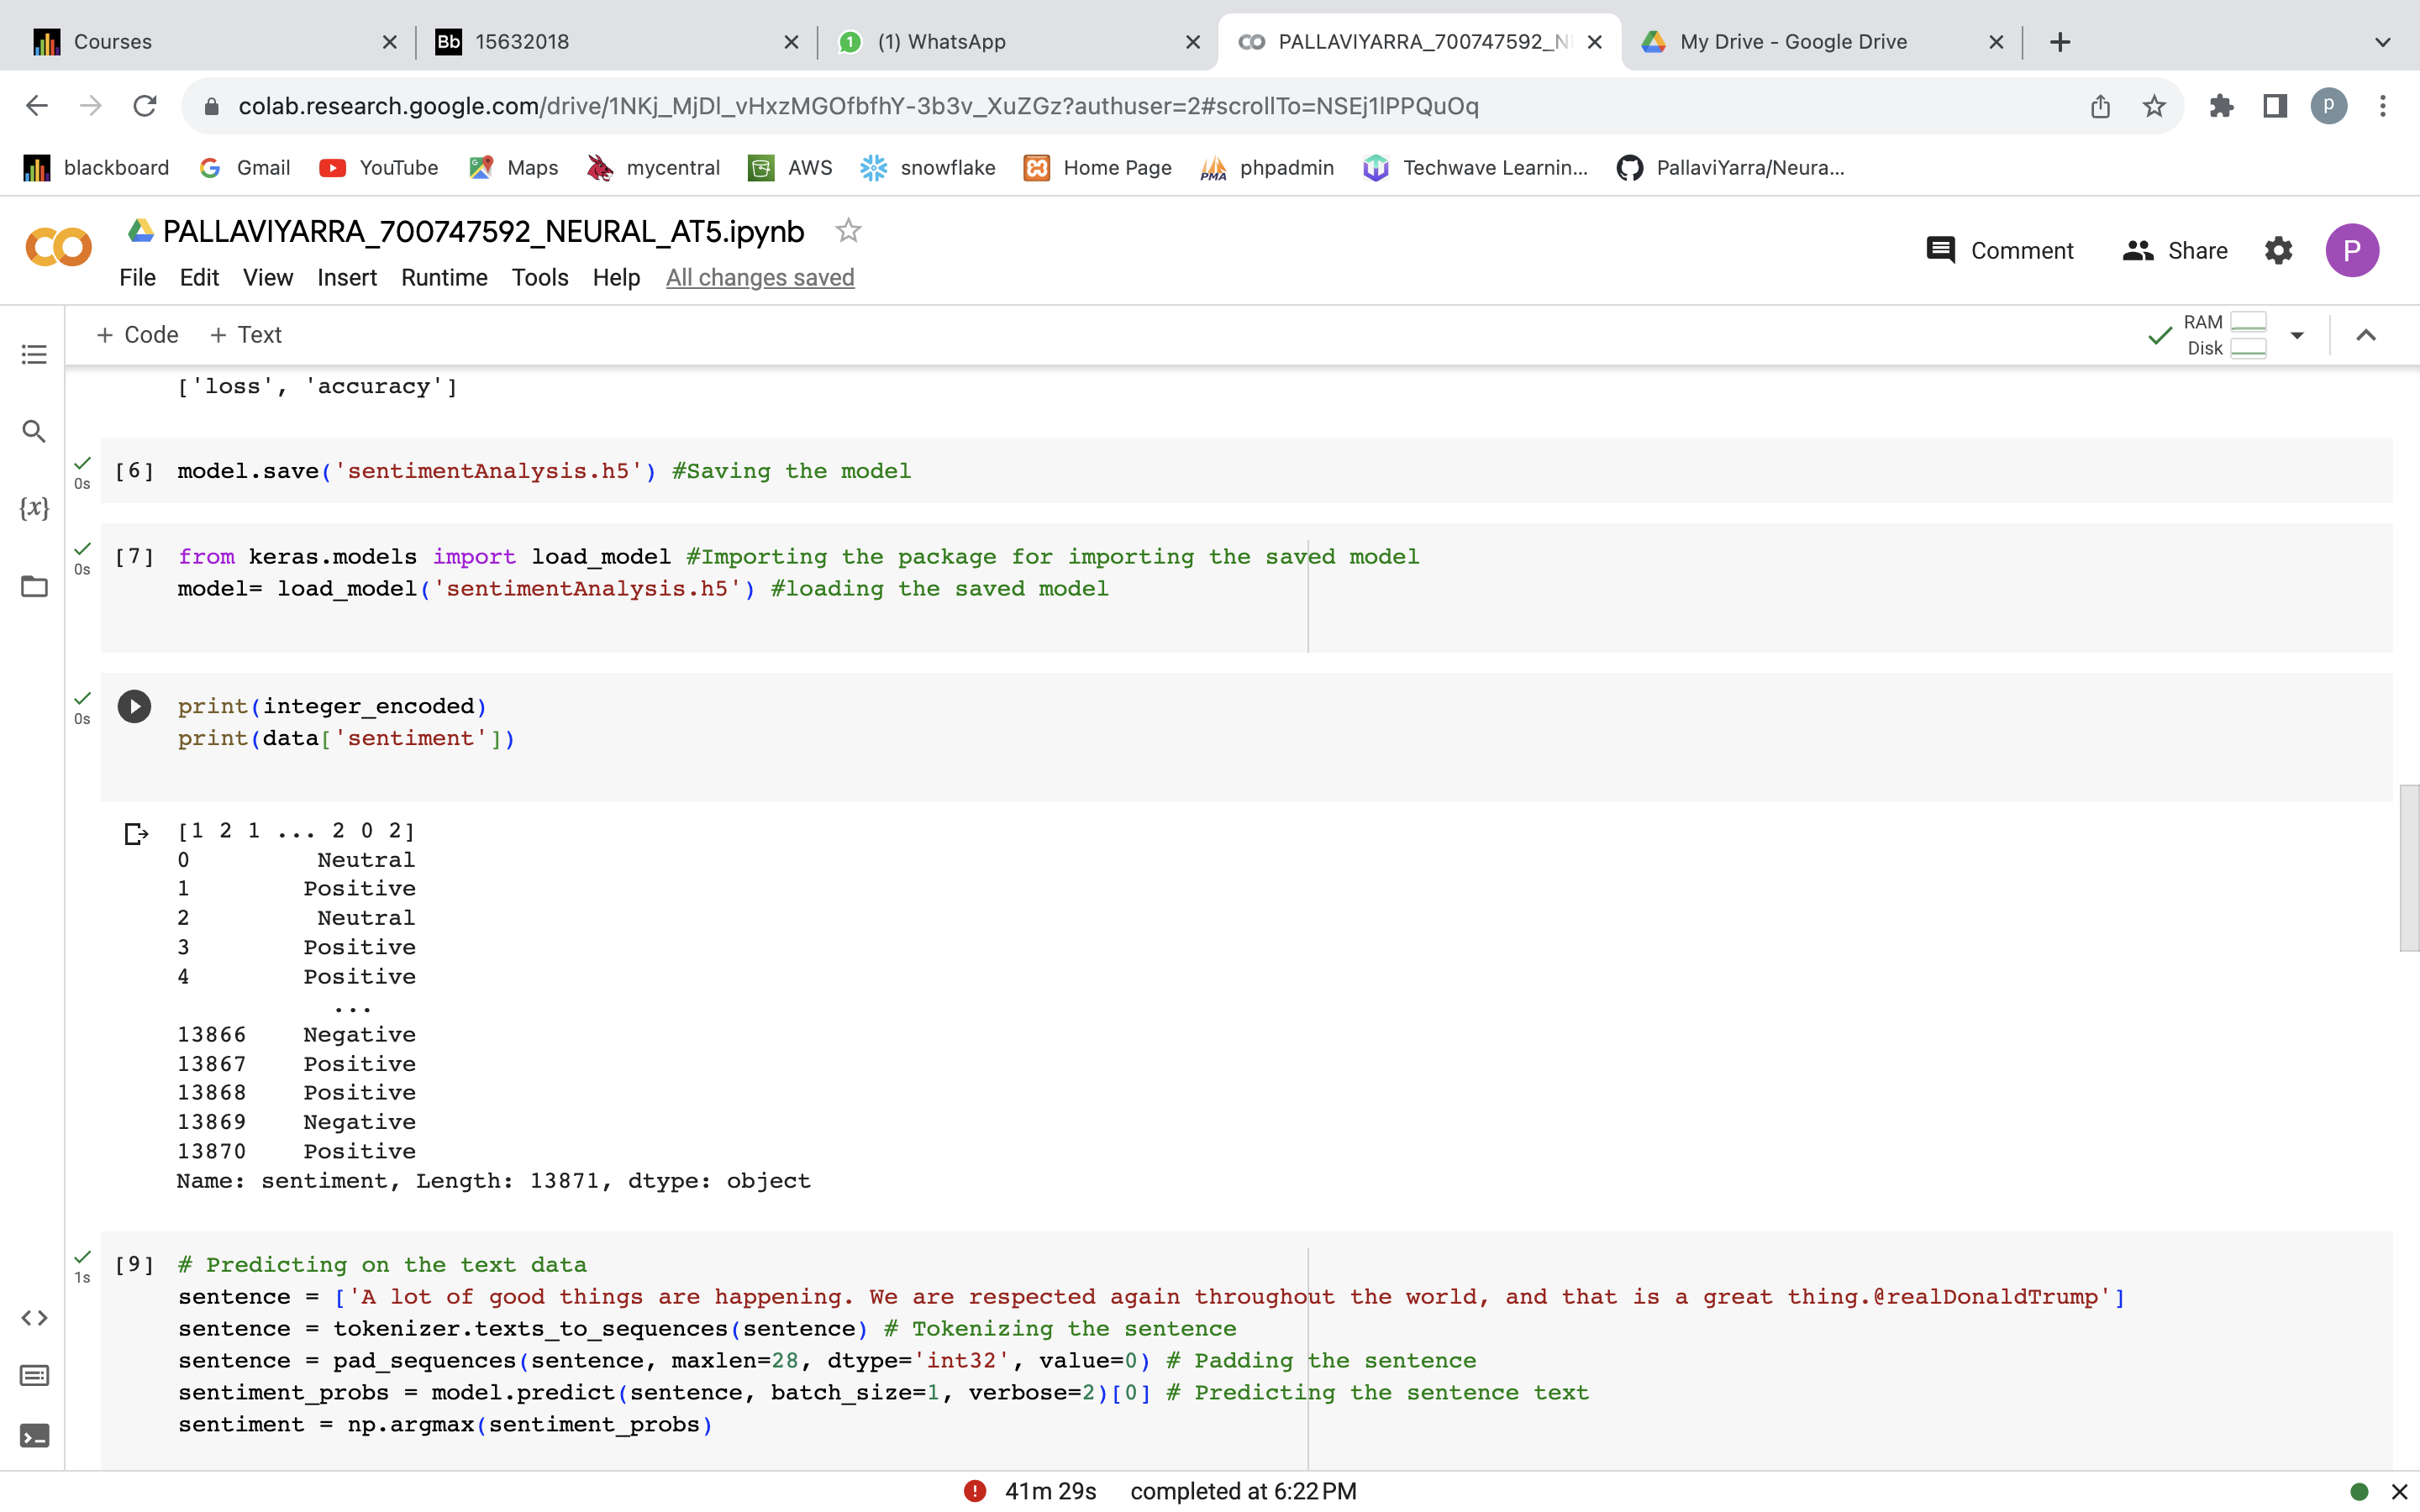 Courses
Bb 15632018
1 (1) WhatsApp
PALLAVIYARRA_700747592_N
My Drive - Google Drive
colab.research.google.com/drive/1NKj_MjDl_vHxzMGOfbfhY-3b3v_XuZGz?authuser=2#scrollTo=NSEj1lPPQuOq
p
blackboard
Gmail
YouTube
Maps
mycentral
AWS
snowflake
Home Page
PMA phpadmin
Techwave Learnin...
PallaviYarra/Neura...
PALLAVIYARRA_700747592_NEURAL_AT5.ipynb
Comment
Share
P
File Edit View Insert Runtime Tools Help All changes saved
+ Code + Text
RAM
Disk
['loss', 'accuracy']
0s
[6] model.save('sentimentAnalysis.h5') #Saving the model
{x}
0s
[7] from keras.models import load_model #Importing the package for importing the saved model
model= load_model('sentimentAnalysis.h5') #loading the saved model
0s
print(integer_encoded)
print(data['sentiment'])
[1 2 1 ... 2 0 2]
0 Neutral
1 Positive
2 Neutral
3 Positive
4 Positive
...
13866 Negative
13867 Positive
13868 Positive
13869 Negative
13870 Positive
Name: sentiment, Length: 13871, dtype: object
1s
[9] # Predicting on the text data
sentence = ['A lot of good things are happening. We are respected again throughout the world, and that is a great thing.@realDonaldTrump']
sentence = tokenizer.texts_to_sequences(sentence) # Tokenizing the sentence
sentence = pad_sequences(sentence, maxlen=28, dtype='int32', value=0) # Padding the sentence
sentiment_probs = model.predict(sentence, batch_size=1, verbose=2)[0] # Predicting the sentence text
sentiment = np.argmax(sentiment_probs)
41m 29s completed at 6:22 PM